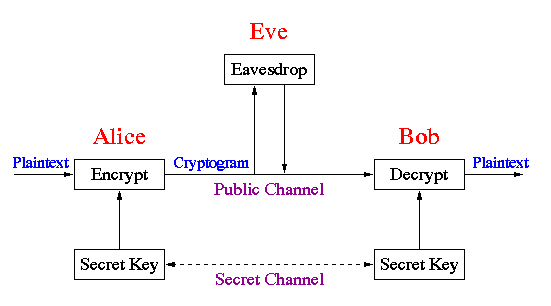 Eve
Eavesdrop
Alice
Bob
Plaintext
Encrypt
Cryptogram
Public Channel
Decrypt
Plaintext
Secret Key
Secret Channel
Secret Key